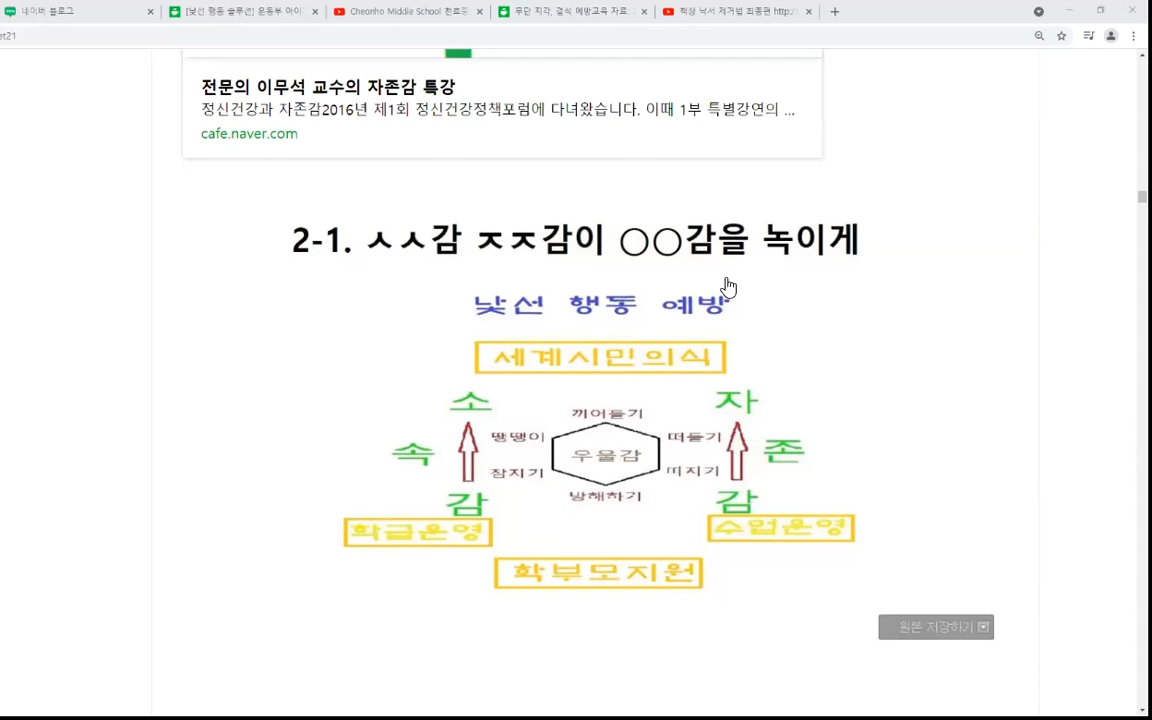 네이버 블로그
[낯선 행동 솔루션] 운동부 아이
Cheonho Middle School 천호중
무단 지각, 결석 예방교육 자료
책상 낙서 제거법 최종편 http:/
et21
전문의 이무석 교수의 자존감 특강
정신건강과 자존감2016년 제1회 정신건강정책포럼에 다녀왔습니다. 이때 1부 특별강연의 ...
cafe.naver.com
2-1. ㅅㅅ감 ㅈㅈ감이 ○○감을 녹이게
낯선 행동 예방
세계시민의식
소
속
감
자
존
감
끼어들기
땡땡이
떠들기
우울감
잠자기
띠지기
방해하기
학급운영
수업운영
학부모지원
원본 저장하기